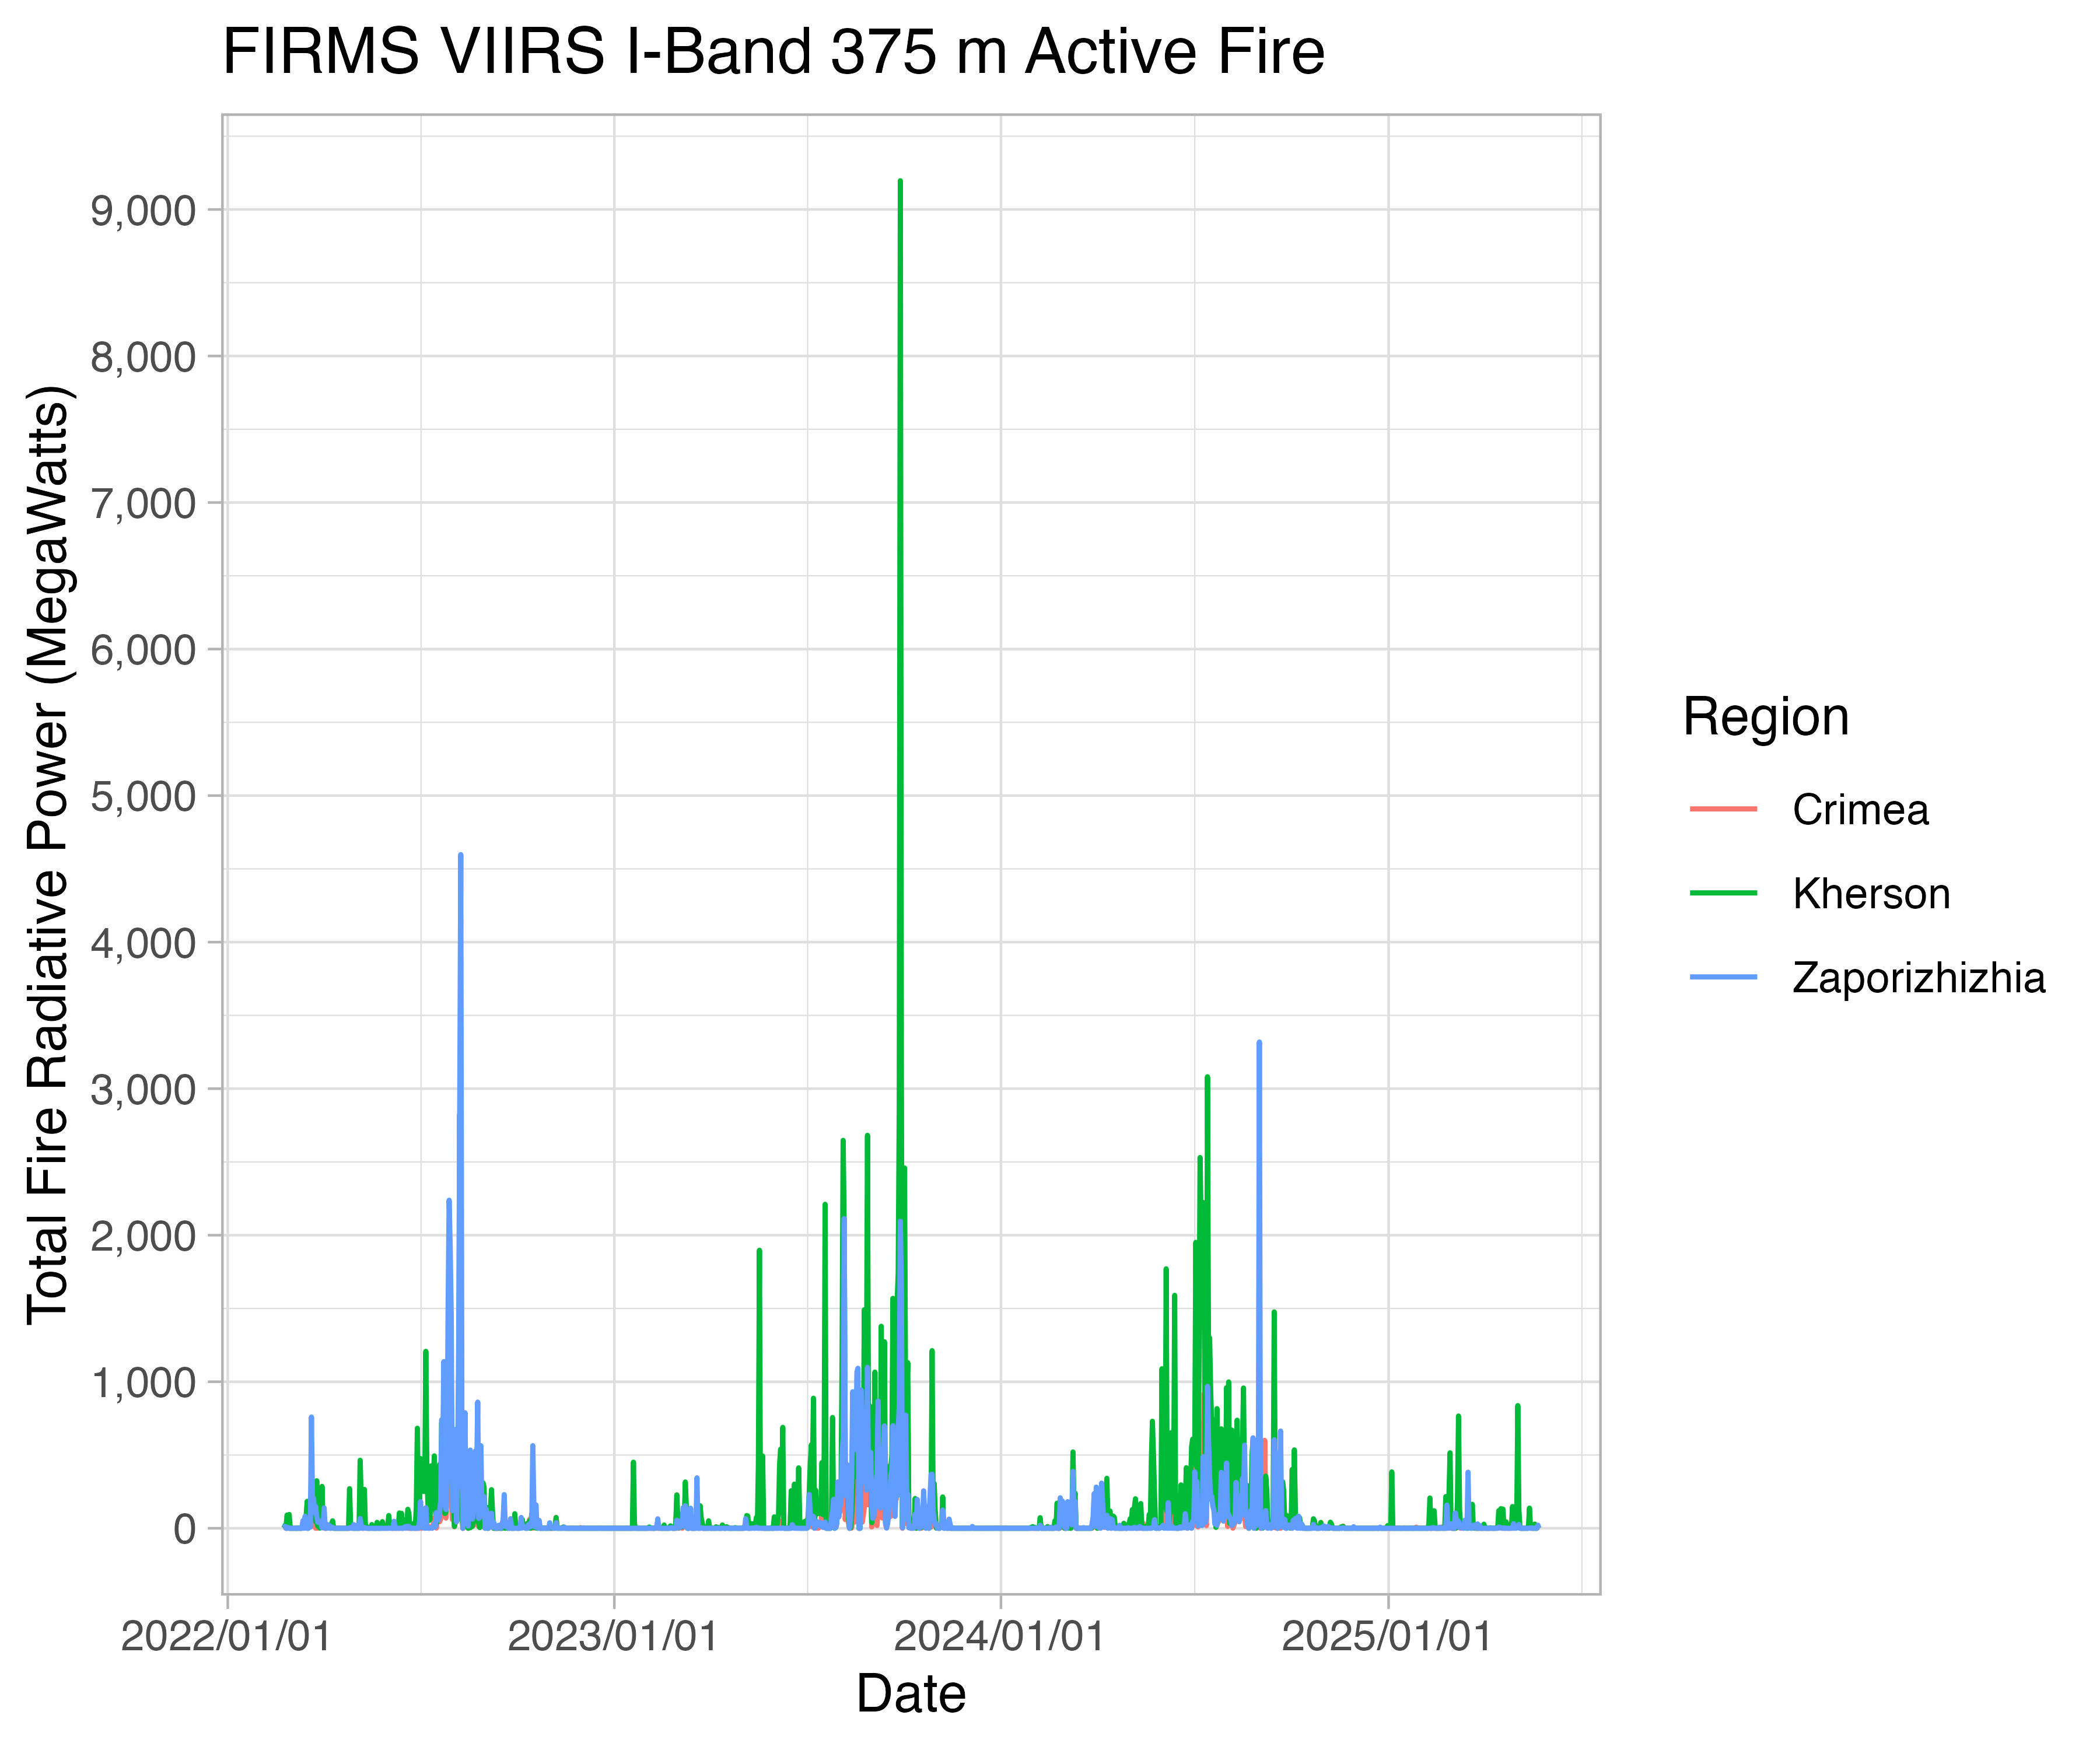 FIRMS VIIRS I-Band 375 m Active Fire
Total Fire Radiative Power (MegaWatts)
9,000
8,000
7,000
6,000
5,000
4,000
3,000
2,000
1,000
0
2022/01/01
2023/01/01
2024/01/01
2025/01/01
Date
Region
Crimea
Kherson
Zaporizhizhia